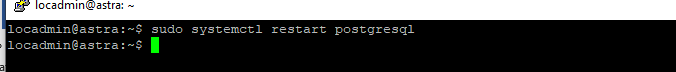 locadmin@astra: ~
locadmin@astra:~$ sudo systemctl restart postgresql
locadmin@astra:~$